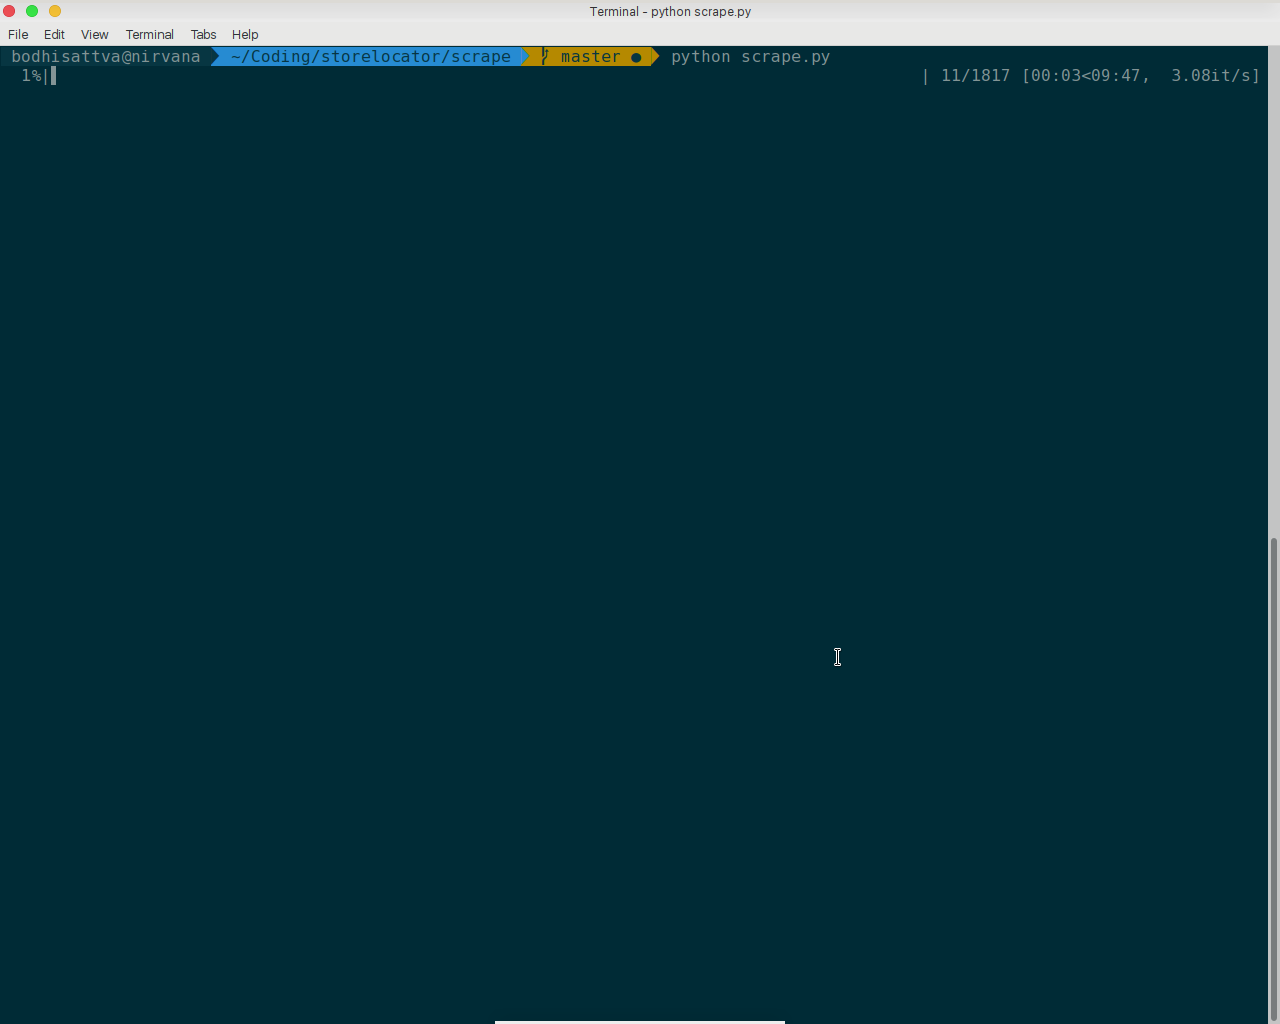 Terminal - python scrape.py
File Edit View Terminal Tabs Help
bodhisattva@nirvana ~/Coding/storelocator/scrape master ● python scrape.py
1%| | 11/1817 [00:03<09:47, 3.08it/s]